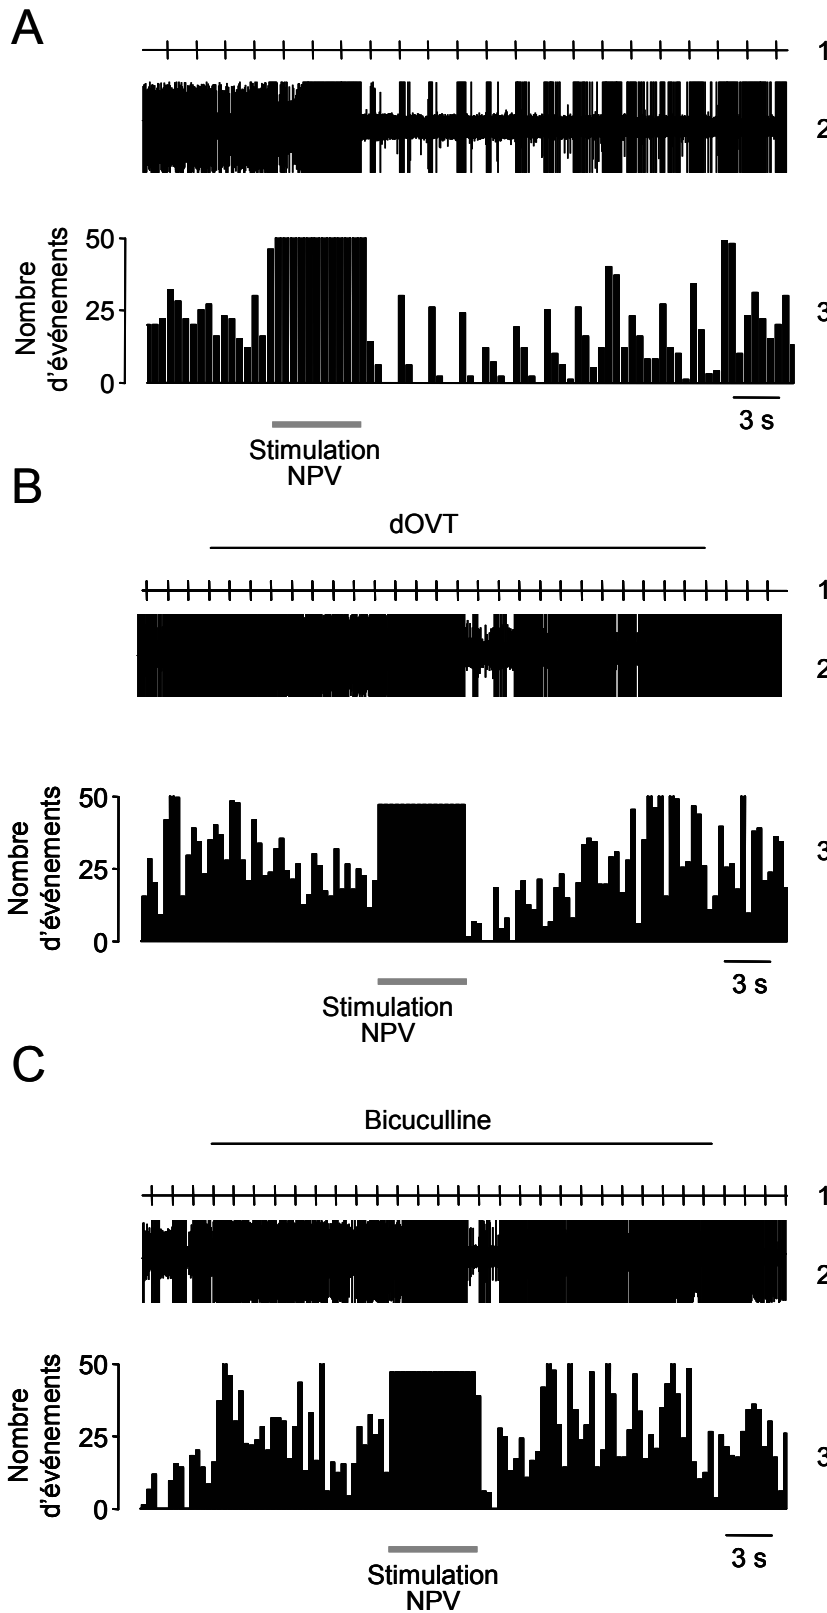 A
1
2
Nombre
d'événements
50
25
0
3
3 s
Stimulation
NPV
B
dOVT
1
2
Nombre
d'événements
50
25
0
3
3 s
Stimulation
NPV
C
Bicuculline
1
2
Nombre
d'événements
50
25
0
3
3 s
Stimulation
NPV